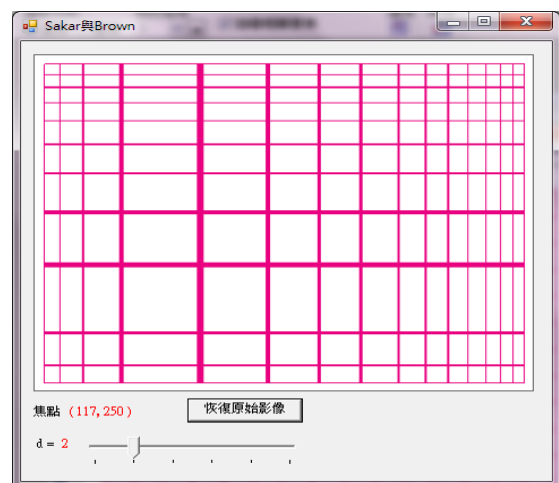 Sakar與Brown
焦點 (117,250)
恢復原始影像
d = 2